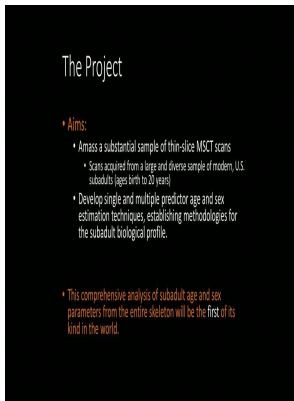 The Project
• Aims:
• Amass a substantial sample of thin-slice MSCT scans
• Scans acquired from a large and diverse sample of modern, U.S.
subadults (ages birth to 20 years)
• Develop single and multiple predictor age and sex
estimation techniques, establishing methodologies for
the subadult biological profile.
• This comprehensive analysis of subadult age and sex
parameters from the entire skeleton will be the first of its
kind in the world.